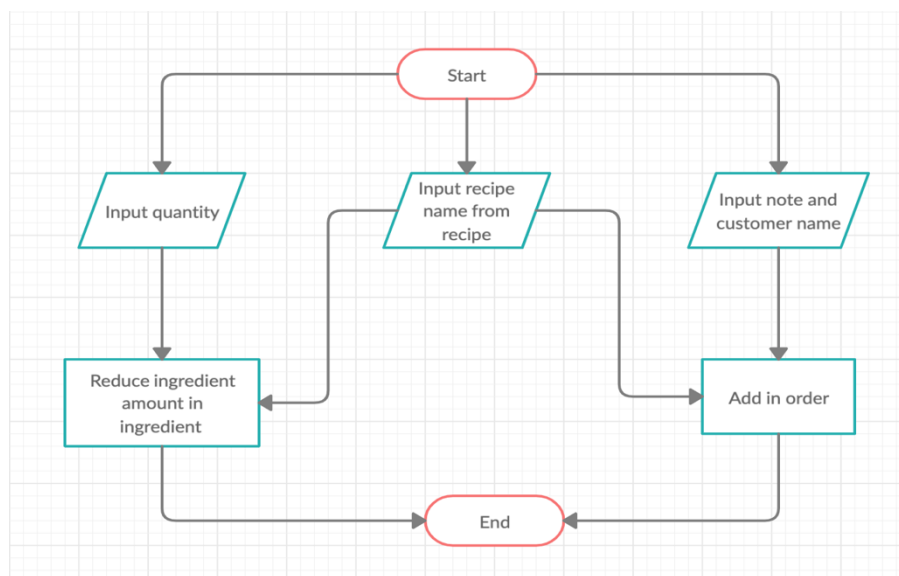 Start
Input quantity
Input recipe
name from
recipe
Input note and
customer name
Reduce ingredient
amount in
ingredient
Add in order
End